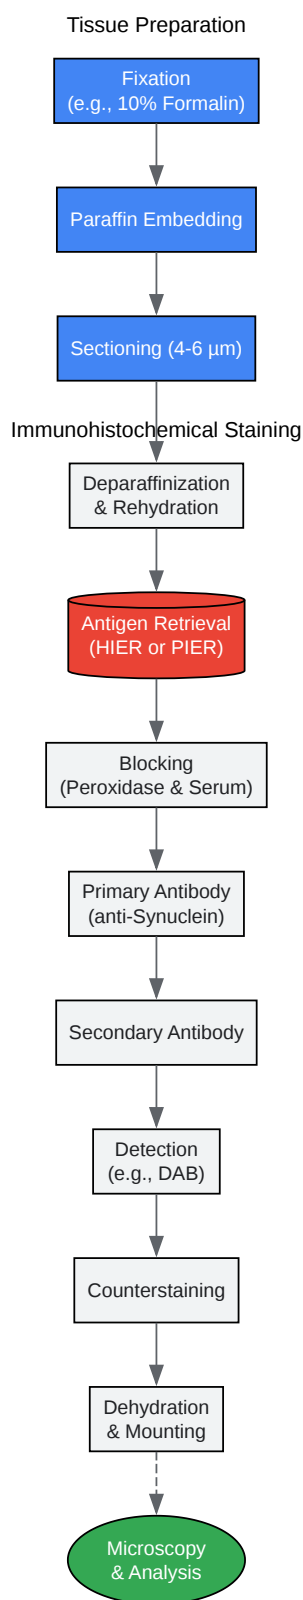 Tissue Preparation
Fixation
(e.g., 10% Formalin)
Paraffin Embedding
Sectioning (4-6 µm)
Immunohistochemical Staining
Deparaffinization
& Rehydration
Antigen Retrieval
(HIER or PIER)
Blocking
(Peroxidase & Serum)
Primary Antibody
(anti-Synuclein)
Secondary Antibody
Detection
(e.g., DAB)
Counterstaining
Dehydration
& Mounting
Microscopy
& Analysis